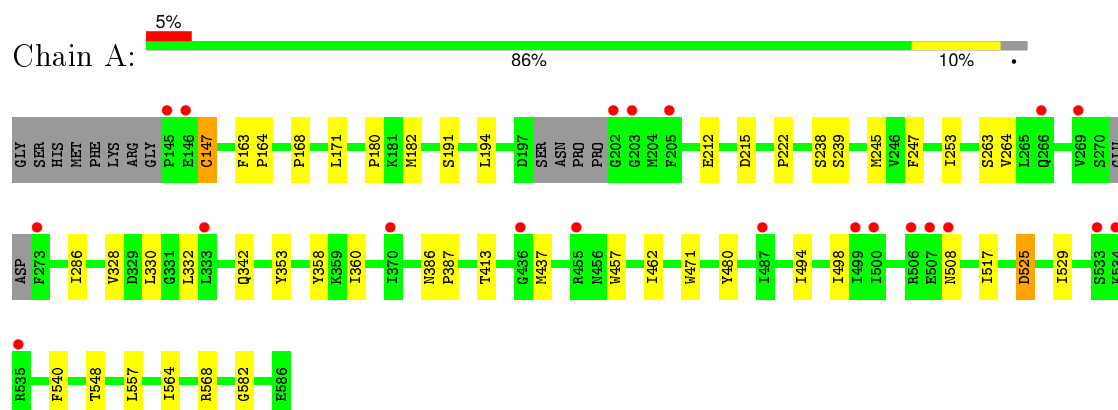 5%
Chain A:
86% 10% •
GLY SER HIS MET PHE LYS ARG GLY P145 E146 C147 F163 P164 P168 L171 P180 K181 M182 S191 L194 D197 SER ASN PRO PRO G202 G203 M204 F205 E212 D215 P222 S238 S239 M245 V246 F247 I253 S263 V264 L265 Q266 V269 S270 GLU
ASP F273 I286 V328 D329 L330 G331 L332 L333 Q342 Y353 Y358 K359 I360 I370 N386 P387 T413 G436 M437 R455 N456 W457 I462 W471 Y480 I487 I494 I498 I499 I500 R506 E507 N508 I517 D525 I529 S533 K534
R535 F540 T548 L557 I564 R568 G582 E586